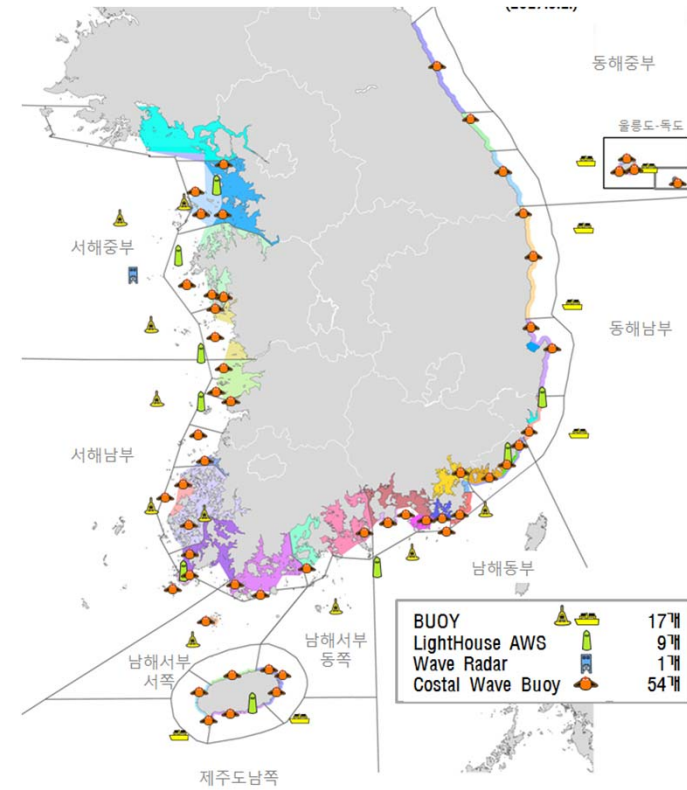 동해중부
울릉도-독도
서해중부
동해남부
서해남부
남해동부
남해서부
동쪽
남해서부
서쪽
제주도남쪽
BUOY 17개
LightHouse AWS 9개
Wave Radar 1개
Costal Wave Buoy 54개